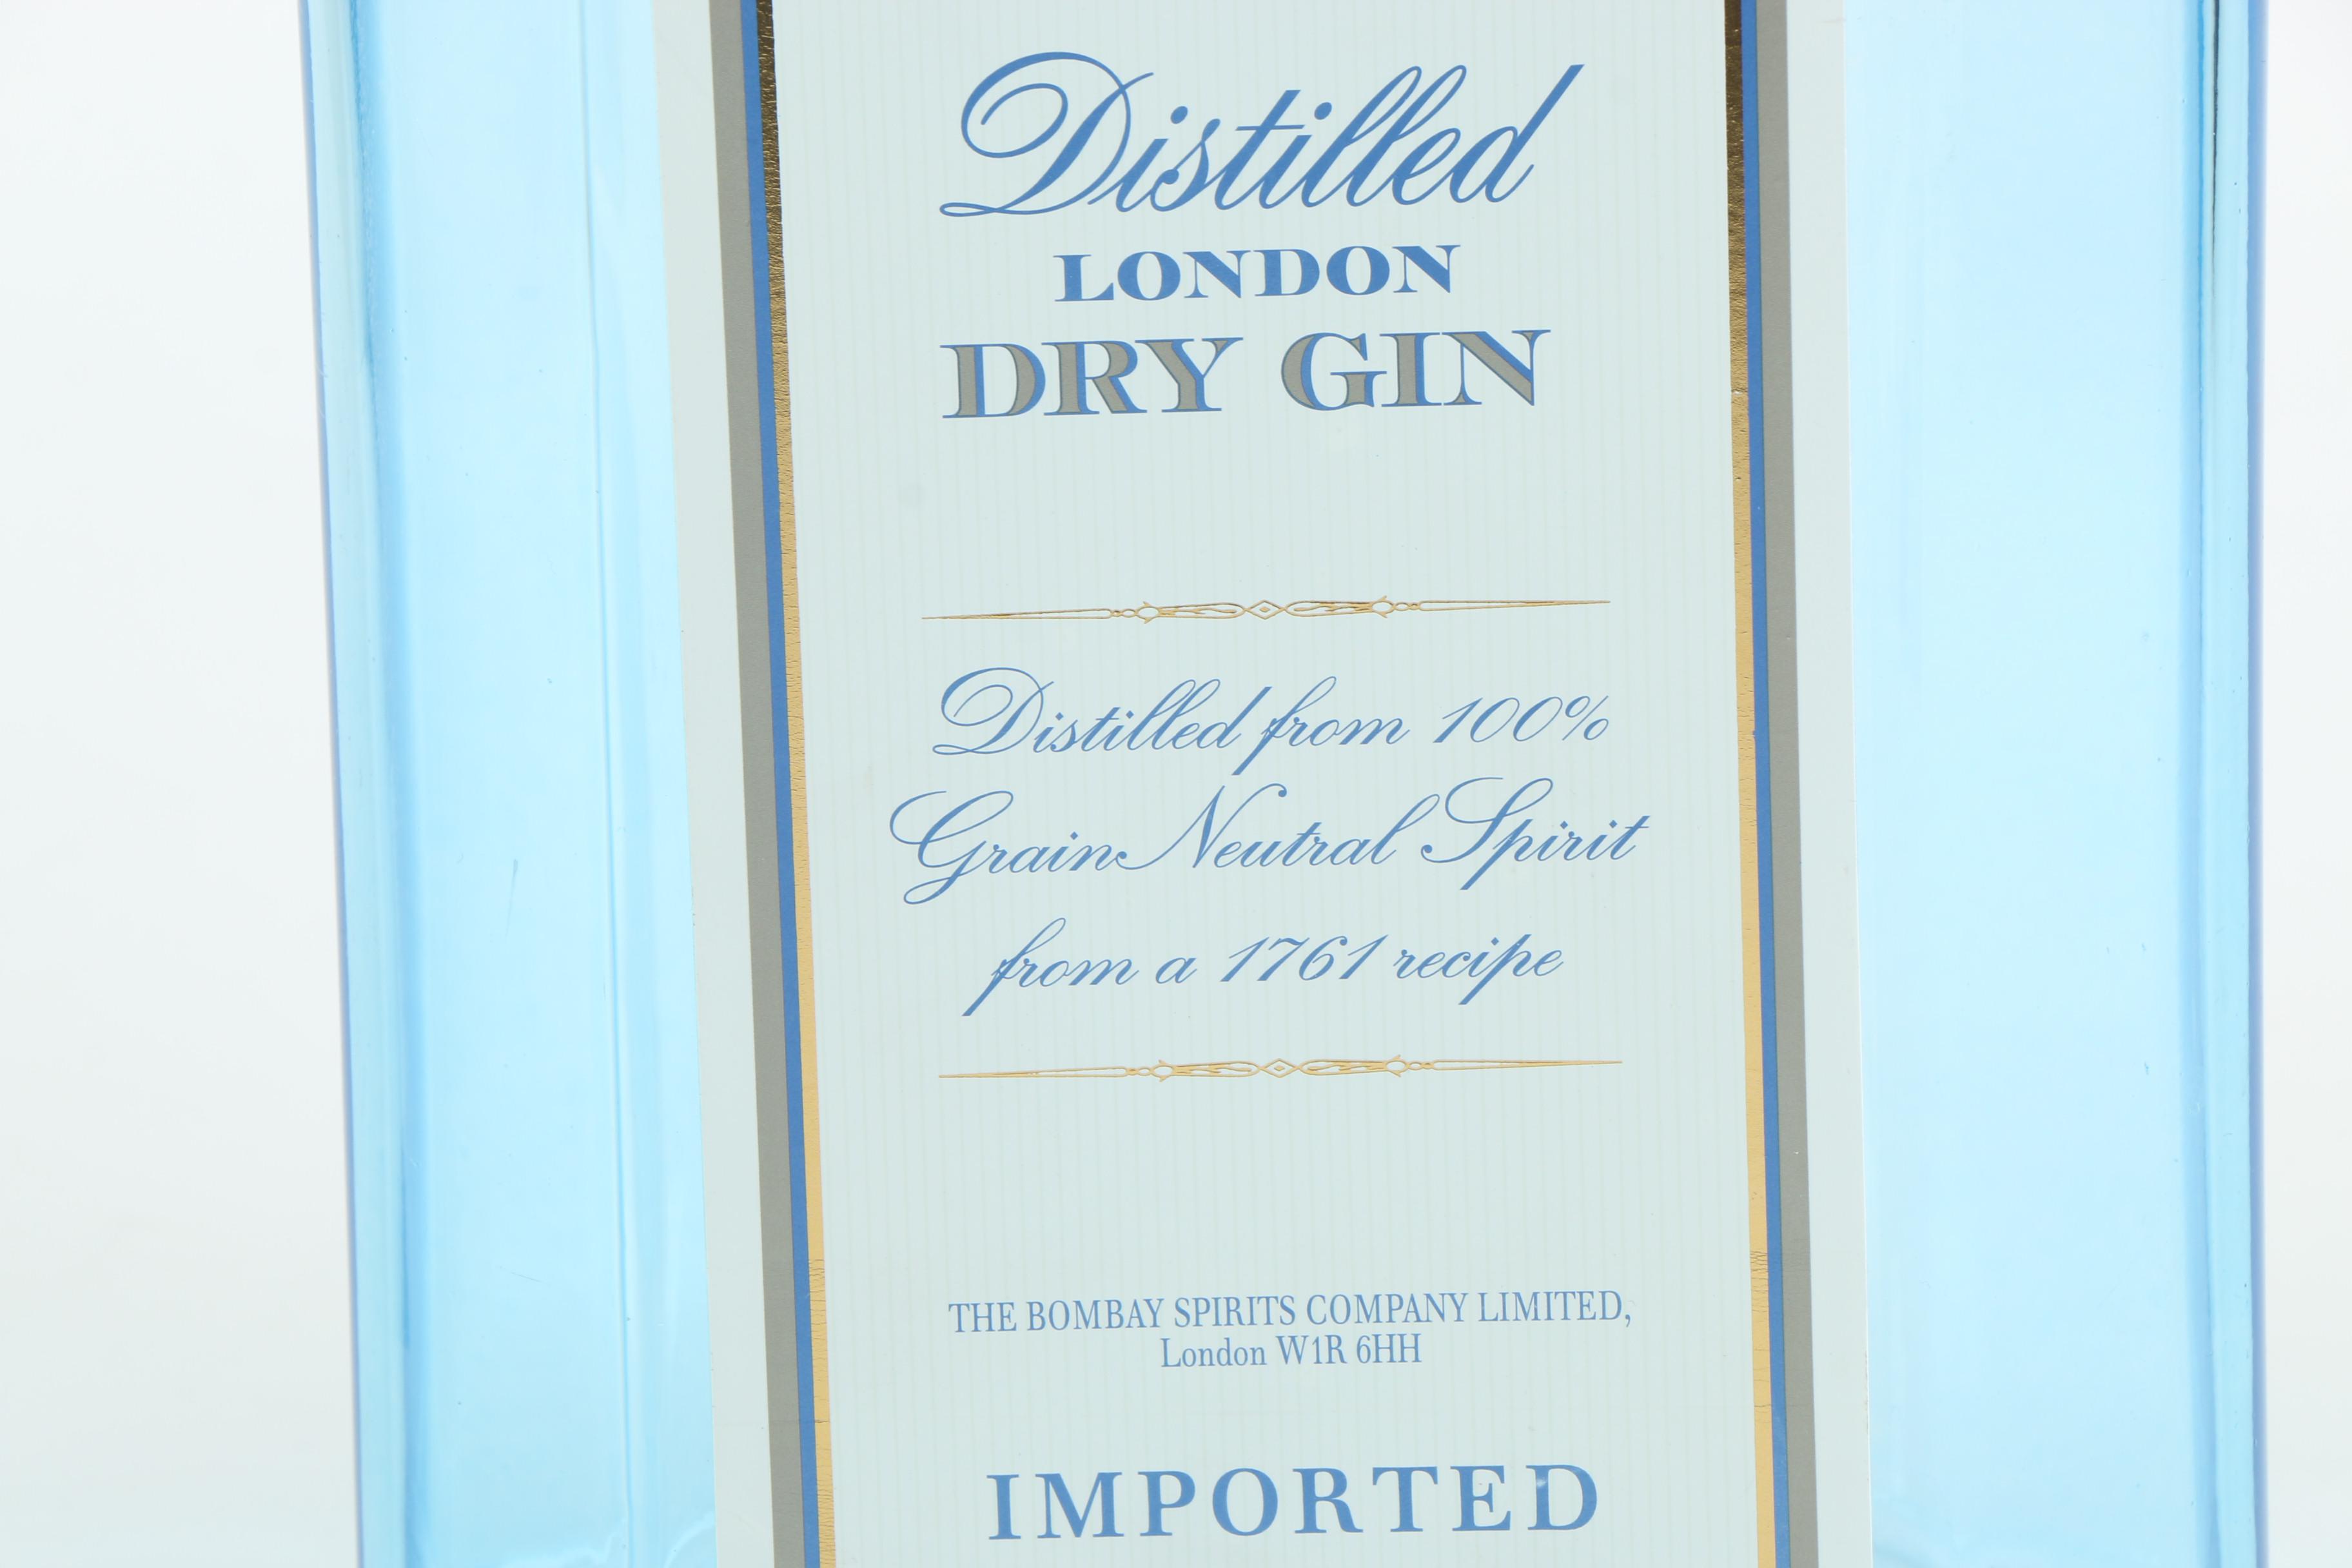 Distilled
LONDON
DRY GIN
Distilled from 100%
Grain Neutral Spirit
from a 1761 recipe
THE BOMBAY SPIRITS COMPANY LIMITED,
London W1R 6HH
IMPORTED